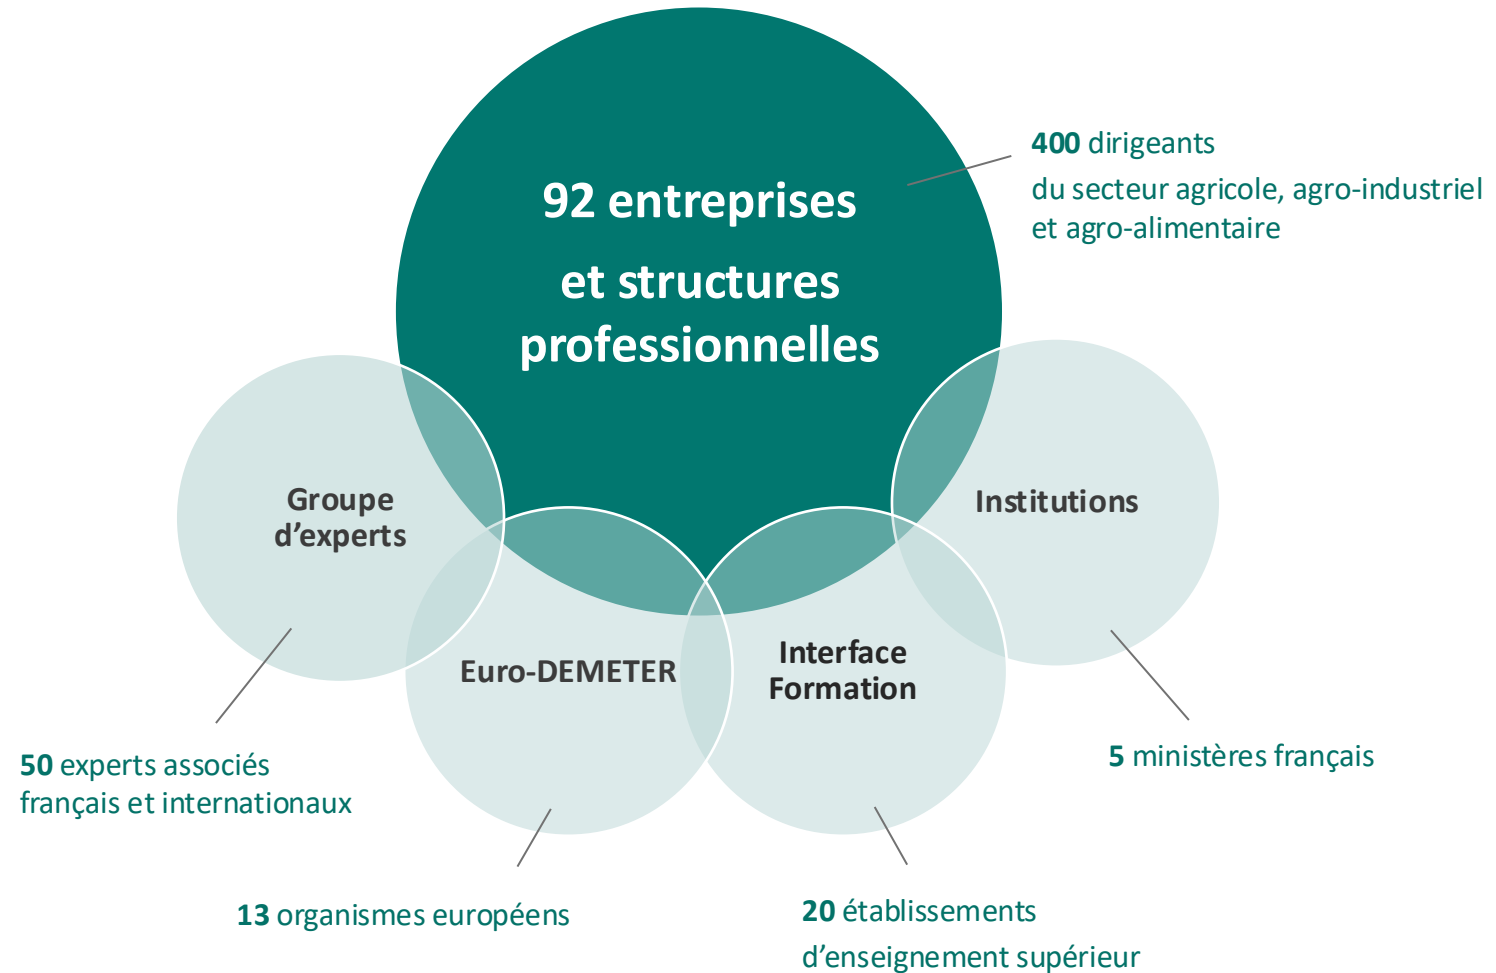 92 entreprises
et structures
professionnelles
400 dirigeants
du secteur agricole, agro-industriel
et agro-alimentaire
Groupe
d’experts
Institutions
Euro-DEMETER
Interface
Formation
50 experts associés
français et internationaux
5 ministères français
13 organismes européens
20 établissements
d’enseignement supérieur